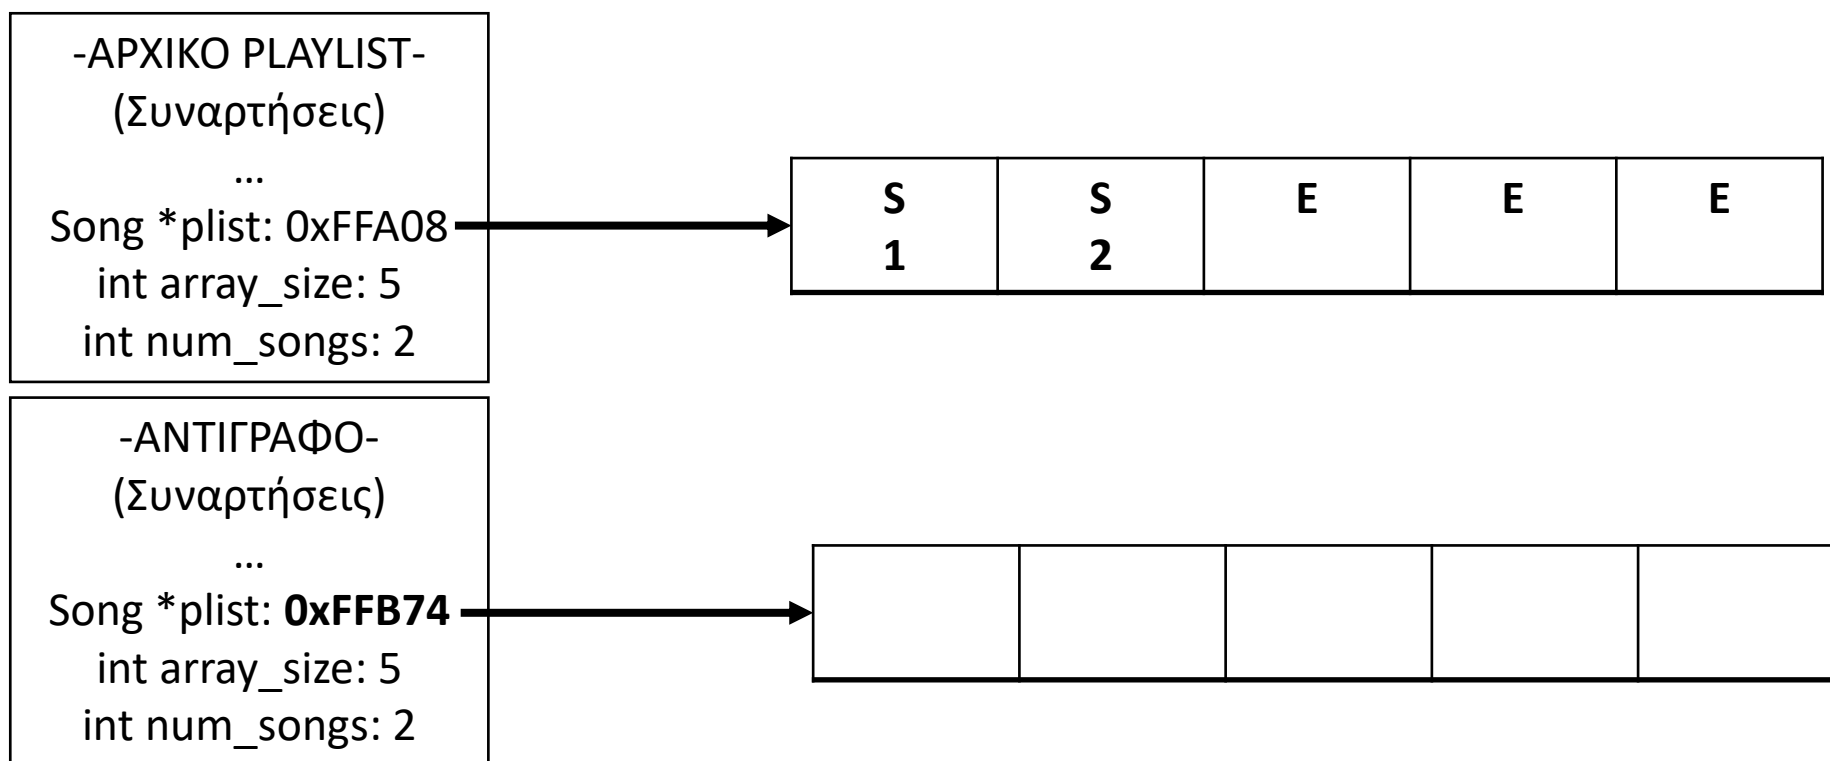 -ΑΡΧΙΚΟ PLAYLIST-
(Συναρτήσεις)
...
Song *plist: 0xFFA08
int array_size: 5
int num_songs: 2
S S E E E
1 2
-ΑΝΤΙΓΡΑΦΟ-
(Συναρτήσεις)
...
Song *plist: 0xFFB74
int array_size: 5
int num_songs: 2